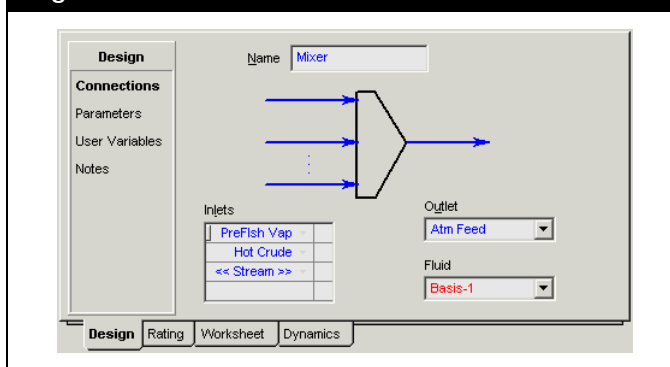 Design
Name Mixer
Connections
Parameters
User Variables
Notes
Inlets
PreFlsh Vap
Hot Crude
<< Stream >>
Outlet
Atm Feed
Fluid
Basis-1
Design Rating Worksheet Dynamics